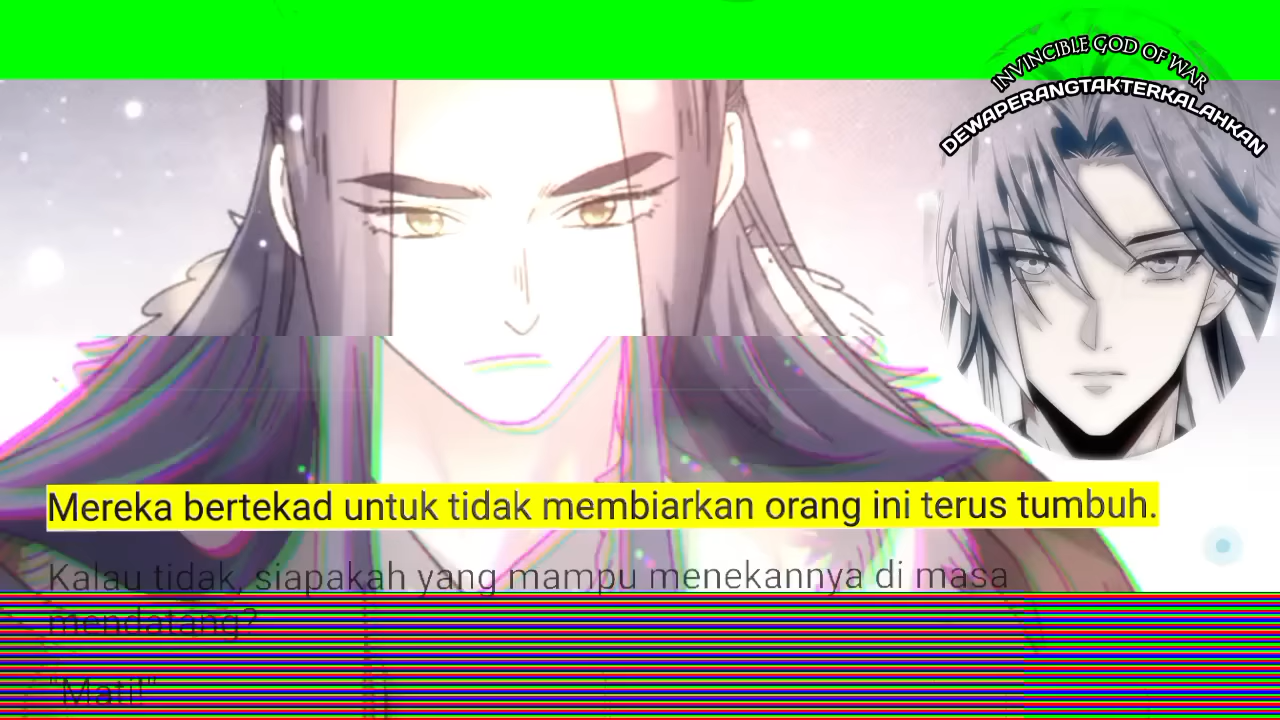 INVINCIBLE GOD OF WAR
DEWAPERANGTAKTERKALAHKAN
Mereka bertekad untuk tidak membiarkan orang ini terus tumbuh.
Kalau tidak, siapakah yang mampu menekannya di masa
mendatang?
"Mati!"